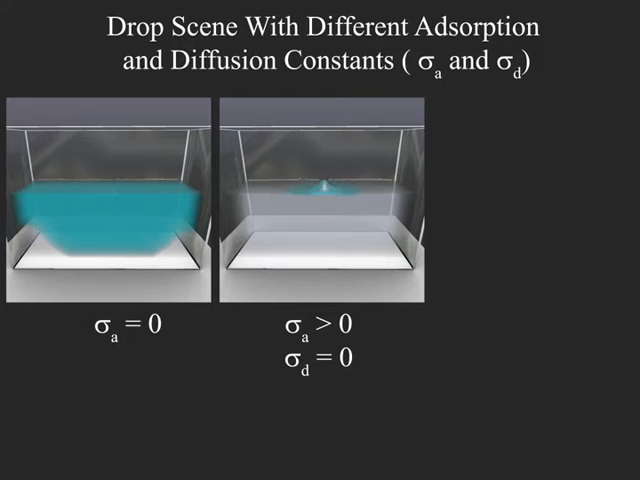 Drop Scene With Different Adsorption
and Diffusion Constants ( σa and σd)
σa = 0
σa > 0
σd = 0